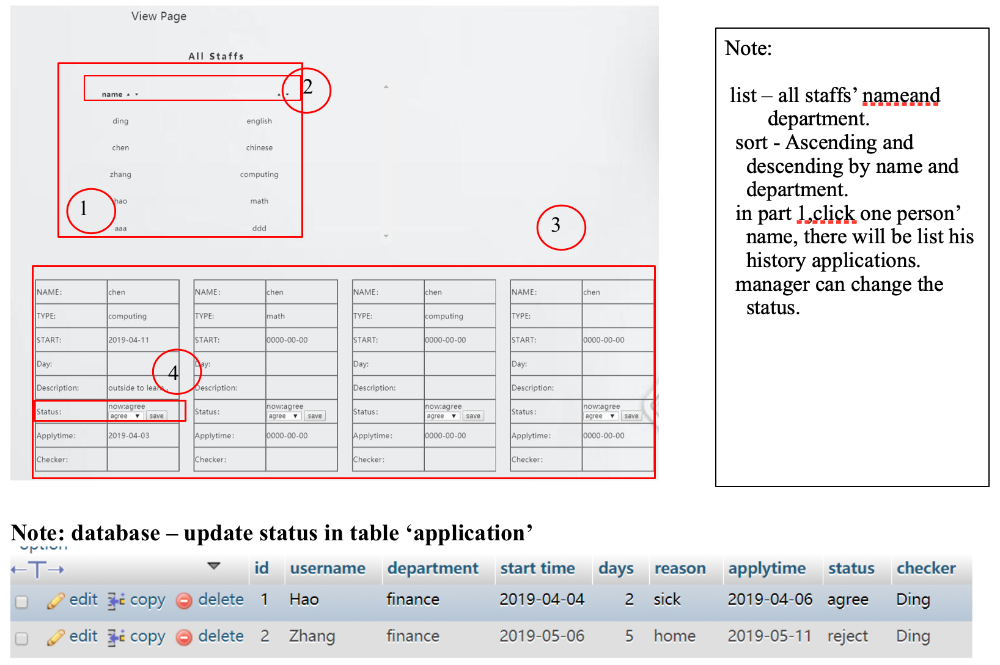 View Page
All Staffs
2
name
ding english
chen chinese
zhang computing
hao math
1
aaa ddd
3
NAME: chen NAME: chen NAME: chen NAME: chen
TYPE: computing TYPE: math TYPE: computing TYPE:
START: 2019-04-11 START: 0000-00-00 START: 0000-00-00 START: 0000-00-00
Day: Day: Day: Day:
4
Description: outside to learn . Description: Description: Description:
now:agree now:agree now:agree now:agree
Status: agree ▼ save Status: agree ▼ save Status: agree ▼ save Status: agree ▼ save
Applytime: 2019-04-03 Applytime: 0000-00-00 Applytime: 0000-00-00 Applytime: 0000-00-00
Checker: Checker: Checker: Checker:
Note:
list – all staffs’ nameand
department.
sort - Ascending and
descending by name and
department.
in part 1,click one person’
name, there will be list his
history applications.
manager can change the
status.
Note: database – update status in table ‘application’
option
←T→ id username department start time days reason applytime status checker
edit copy delete 1 Hao finance 2019-04-04 2 sick 2019-04-06 agree Ding
edit copy delete 2 Zhang finance 2019-05-06 5 home 2019-05-11 reject Ding